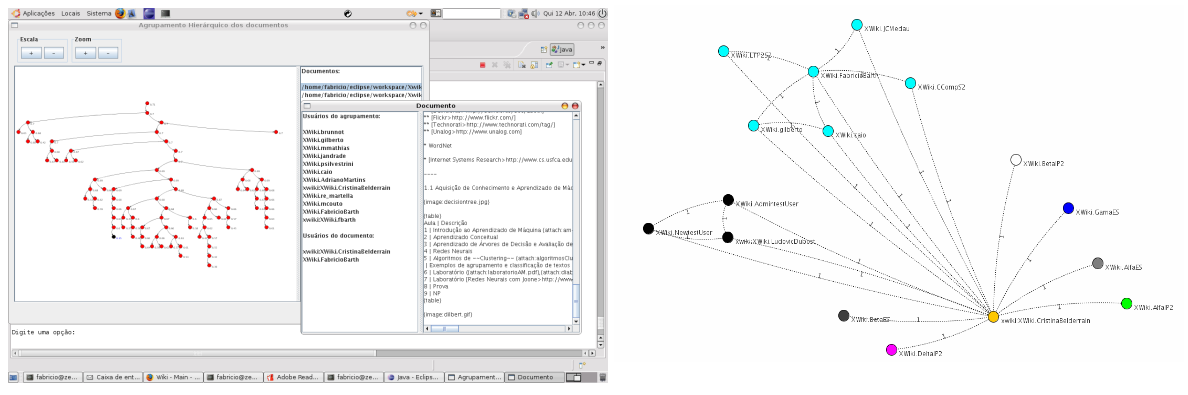 Aplicações Locais Sistema
Qui 12 Abr, 10:46
Agrupamento Hierárquico dos documentos
Escala
+ -
Zoom
+ -
Java
Documentos:
/home/fabricio/eclipse/workspace/Xwik
/home/fabricio/eclipse/workspace/Xwik
Documento
Usuários do agrupamento:
XWiki.brunnot
XWiki.gilberto
XWiki.mmathias
XWiki.jandrade
XWiki.psilvestrini
XWiki.caio
XWiki.AdrianoMartins
xwiki:XWiki.CristinaBelderrain
XWiki.re_martella
XWiki.mcouto
XWiki.FabricioBarth
xwiki:XWiki.fbarth
Usuários do documento:
xwiki:XWiki.CristinaBelderrain
XWiki.FabricioBarth
** [Flickr>http://www.flickr.com/]
** [Technorati>http://www.technorati.com/tag/]
** [Unalog>http://www.unalog.com]
* WordNet
* [Internet Systems Research>http://www.cs.usfca.edu
----
1.1 Aquisição de Conhecimento e Aprendizado de Máq
{image:decisiontree.jpg}
{table}
Aula | Descrição
1 | Introdução ao Aprendizado de Máquina {attach:am
2 | Aprendizado Conceitual
3 | Aprendizado de Árvores de Decisão e Avaliação de
4 | Redes Neurais
5 | Algoritmos de ~~Clustering~~ {attach:algoritmosClu
| Exemplos de agrupamento e classificação de textos
6 | Laboratório {attach:laboratorioAM.pdf},{attach:diab
7 | Laboratório [Redes Neurais com Joone>http://www
8 | Prova
9 | NP
{table}
{image:dilbert.gif}
Digite uma opção:
fabricio@ze...
Caixa de ent...
Wiki - Main - ...
fabricio@ze...
Adobe Read...
fabricio@ze...
Java - Eclips...
Agrupament...
Documento
XWiki.JCMedau
XWiki.LTP2S2
XWiki.FabricioBarth
XWiki.CCompS2
XWiki.gilberto
XWiki.caio
XWiki.BetaIP2
XWiki.AdminTestUser
XWiki.GamaES
XWiki.NewtestUser
XWiki:XWiki.LudovicDubost
XWiki.AlfaES
XWiki.AlfaIP2
XWiki.BetaES
xwiki:XWiki.CristinaBelderrain
XWiki.DeltaIP2